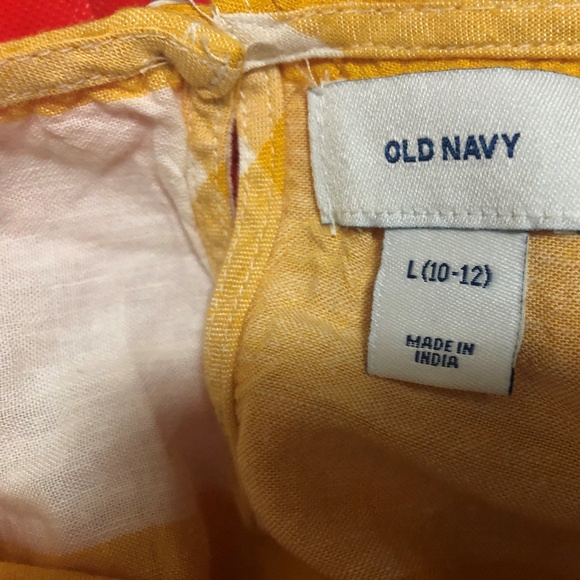 OLD NAVY
L (10-12)
MADE IN
INDIA